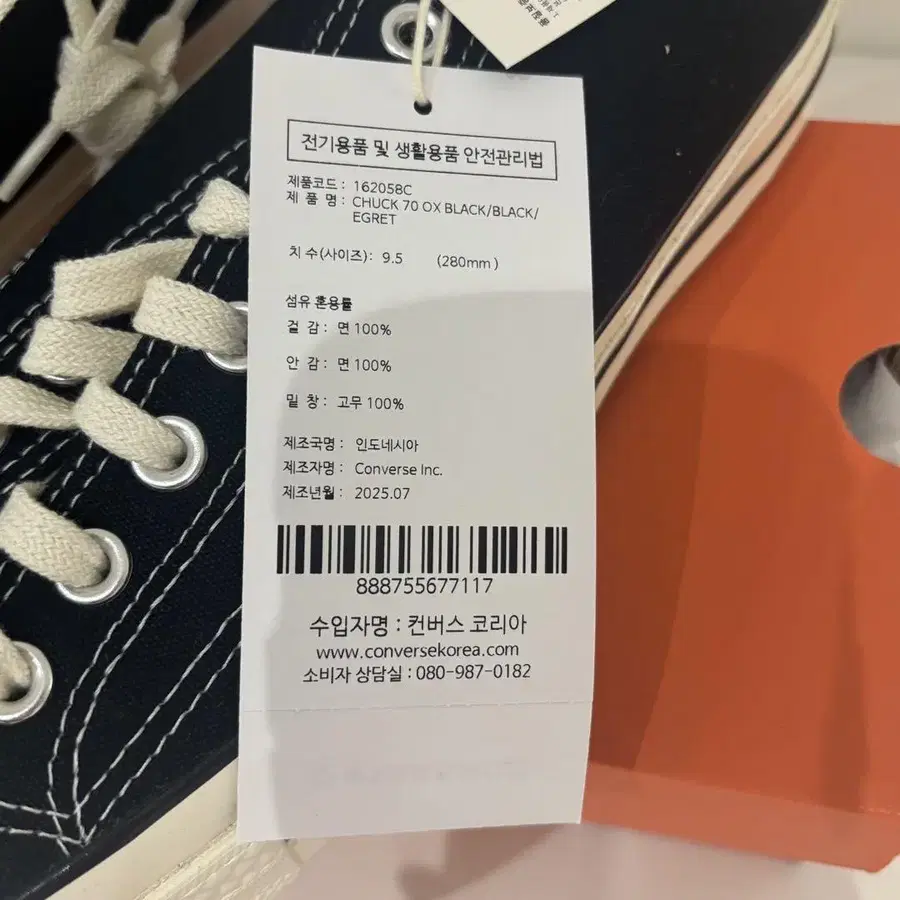 전기용품 및 생활용품 안전관리법
제품코드 : 162058C
제 품 명 : CHUCK 70 OX BLACK/BLACK/
EGRET
치 수(사이즈) : 9.5 (280mm )
섬유 혼용률
겉 감 : 면 100%
안 감 : 면 100%
밑 창 : 고무 100%
제조국명 : 인도네시아
제조자명 : Converse Inc.
제조년월 : 2025.07
888755677117
수입자명 : 컨버스 코리아
www.conversekorea.com
소비자 상담실 : 080-987-0182